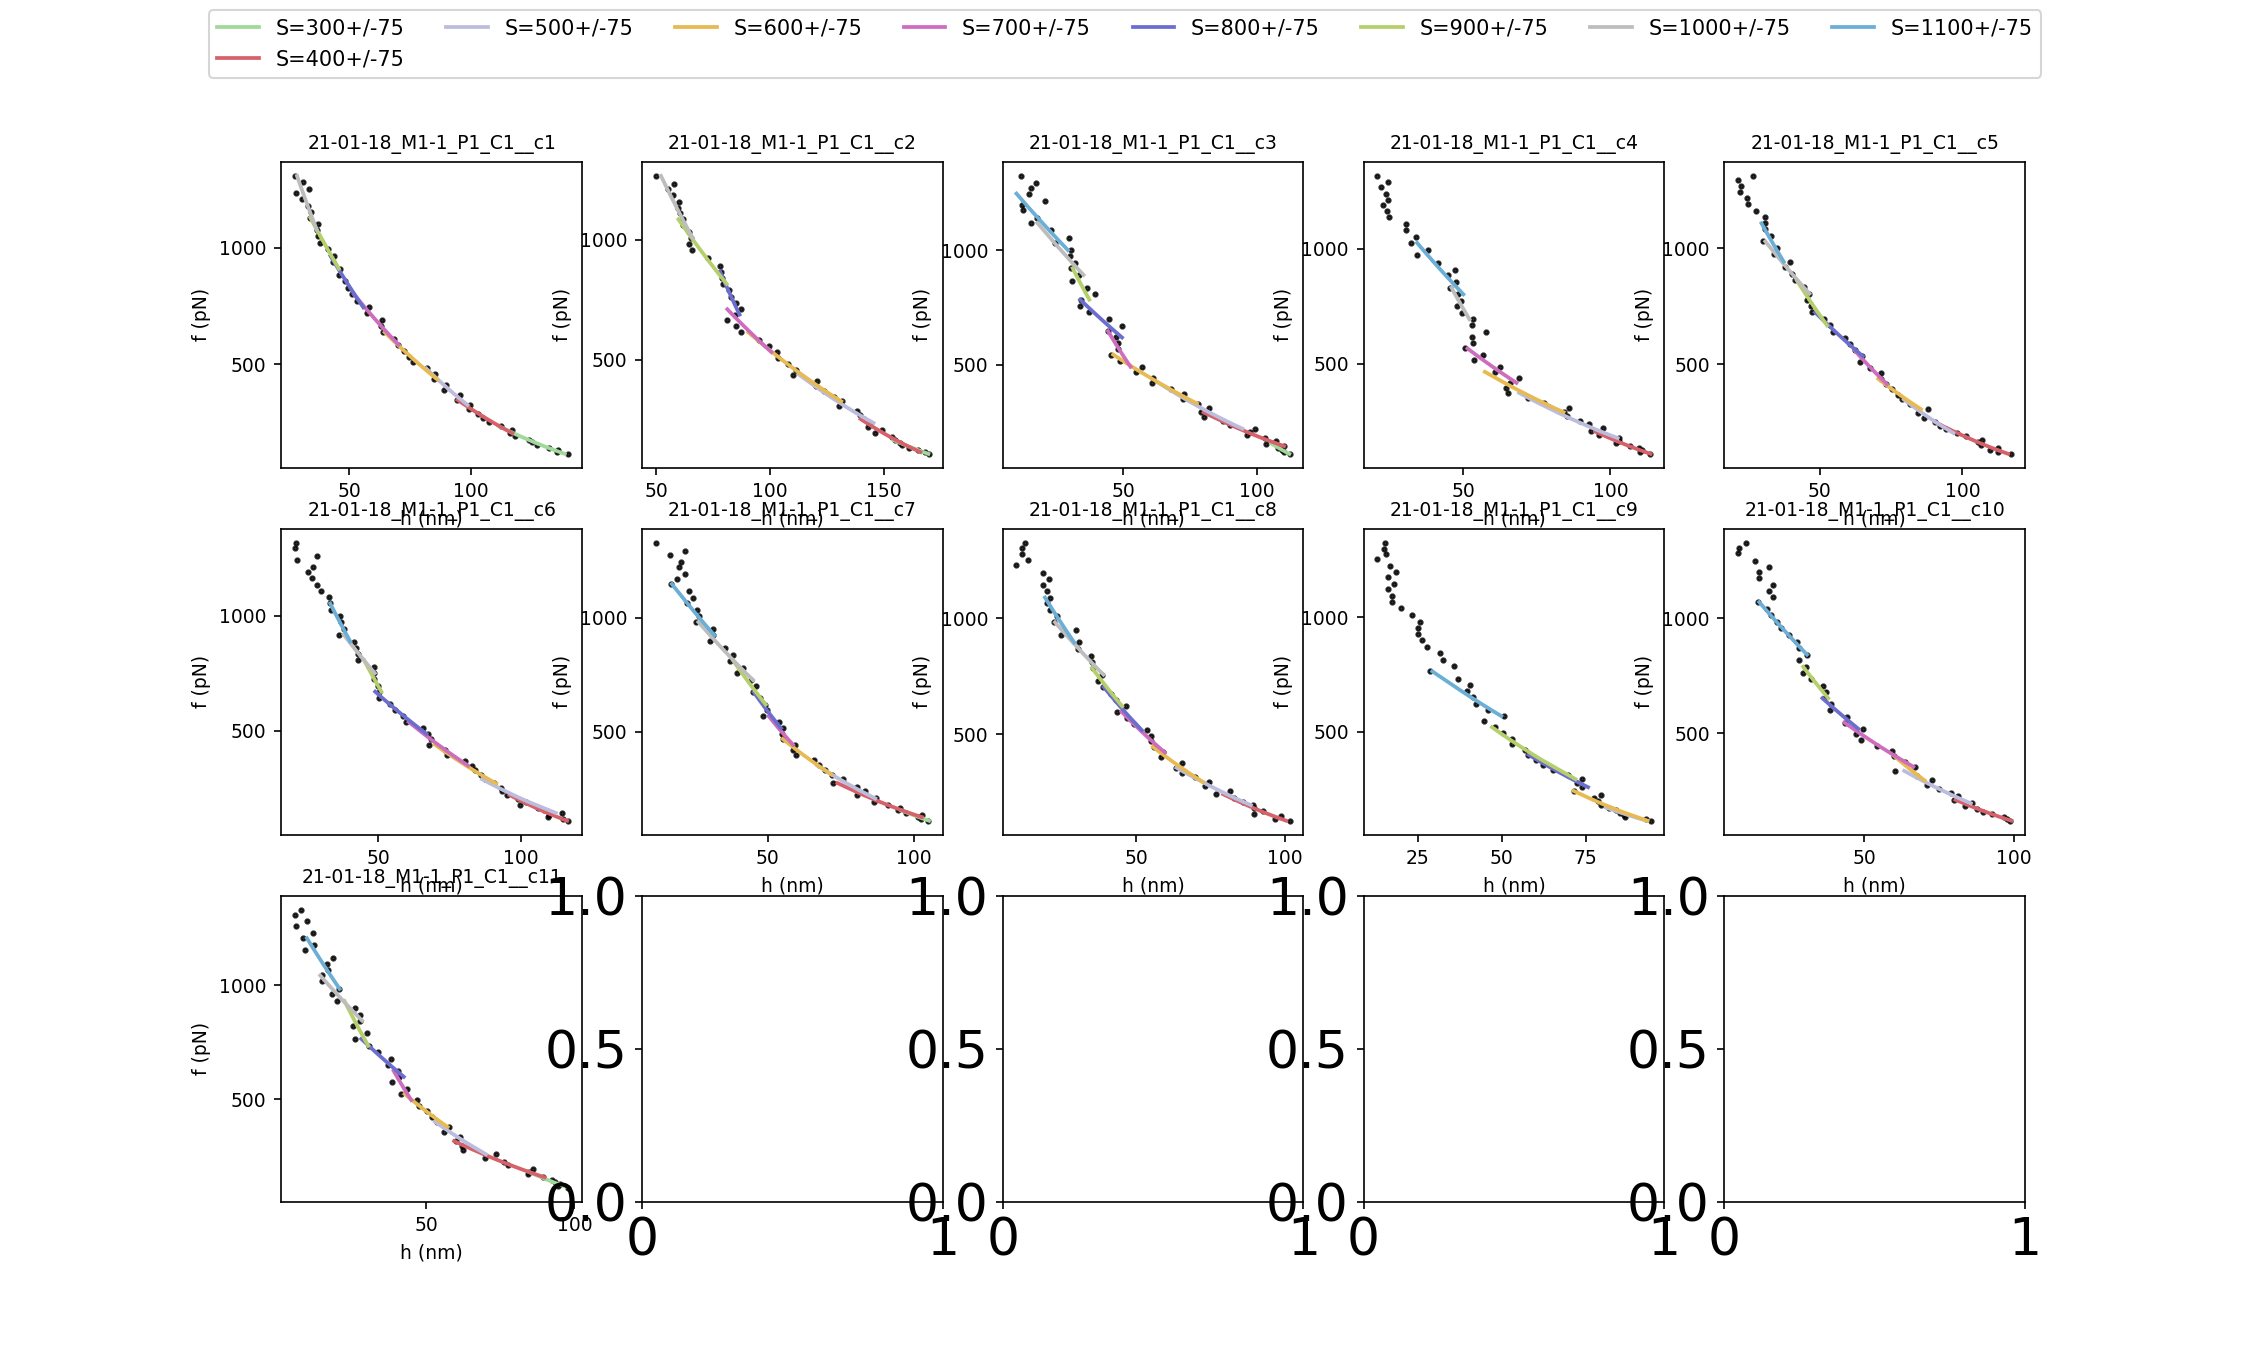 S=300+/-75 S=500+/-75 S=600+/-75 S=700+/-75 S=800+/-75 S=900+/-75 S=1000+/-75 S=1100+/-75
S=400+/-75
21-01-18_M1-1_P1_C1__c1 21-01-18_M1-1_P1_C1__c2 21-01-18_M1-1_P1_C1__c3 21-01-18_M1-1_P1_C1__c4 21-01-18_M1-1_P1_C1__c5
1000 1000 1000 1000 1000
f (pN) f (pN) f (pN) f (pN) f (pN)
500 500 500 500 500
50 100 50 100 150 50 100 50 100 50 100
h (nm) h (nm) h (nm) h (nm) h (nm)
21-01-18_M1-1_P1_C1__c6 21-01-18_M1-1_P1_C1__c7 21-01-18_M1-1_P1_C1__c8 21-01-18_M1-1_P1_C1__c9 21-01-18_M1-1_P1_C1__c10
1000 1000 1000 1000 1000
f (pN) f (pN) f (pN) f (pN) f (pN)
500 500 500 500 500
50 100 50 100 50 100 25 50 75 50 100
h (nm) h (nm) h (nm) h (nm) h (nm)
21-01-18_M1-1_P1_C1__c11
1.0 1.0 1.0 1.0
1000
f (pN) 0.5 0.5 0.5 0.5
500
0.0 0.0 0.0 0.0
50 100 0 1 0 1 0 1 0 1
h (nm)